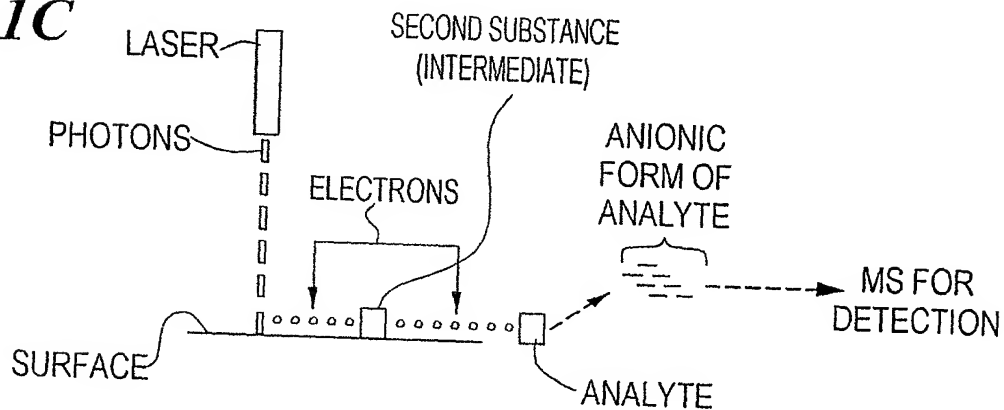 1C
LASER
SECOND SUBSTANCE
(INTERMEDIATE)
PHOTONS
ELECTRONS
ANIONIC
FORM OF
ANALYTE
MS FOR
DETECTION
SURFACE
ANALYTE